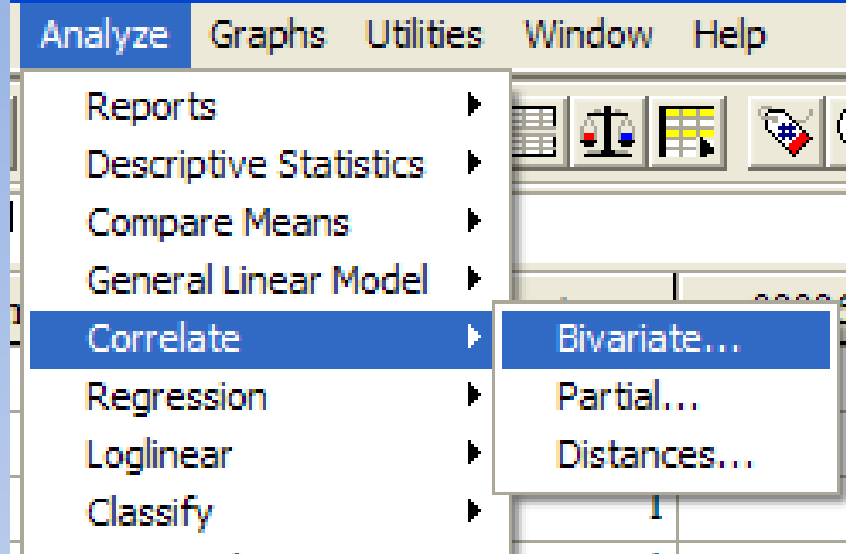 Analyze Graphs Utilities Window Help
Reports
Descriptive Statistics
Compare Means
General Linear Model
Correlate
Bivariate...
Regression
Partial...
Loglinear
Distances...
Classify
1